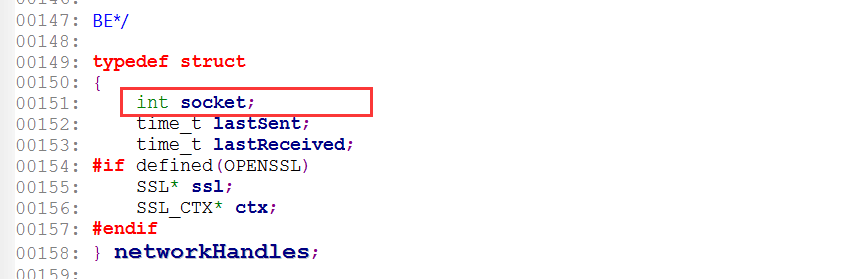 00147: BE*/
00148:
00149: typedef struct
00150: {
00151: int socket;
00152: time_t lastSent;
00153: time_t lastReceived;
00154: #if defined(OPENSSL)
00155: SSL* ssl;
00156: SSL_CTX* ctx;
00157: #endif
00158: } networkHandles;
00159: